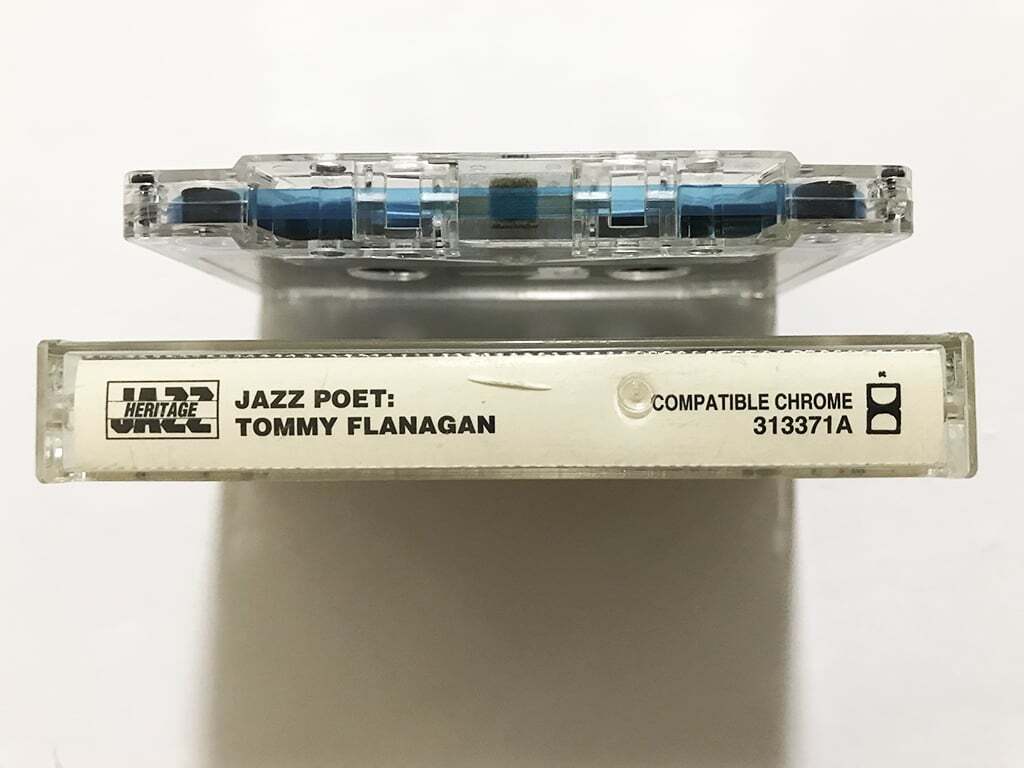 JAZZ
HERITAGE
JAZZ POET:
TOMMY FLANAGAN
COMPATIBLE CHROME
313371A